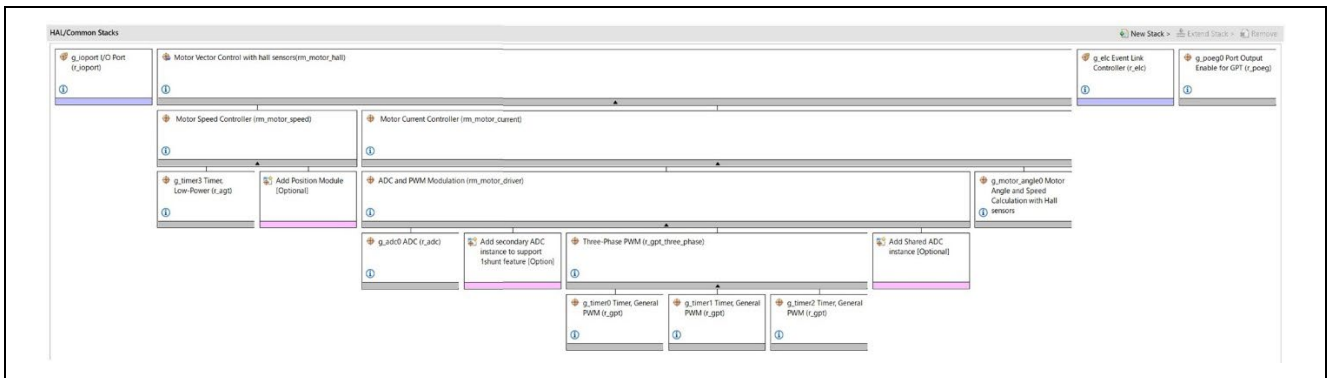 HAL/Common Stacks
New Stack >
Extend Stack >
Remove
g_ioport I/O Port
(r_ioport)
Motor Vector Control with hall sensors(rm_motor_hall)
g_elc Event Link
Controller (r_elc)
g_poeg0 Port Output
Enable for GPT (r_poeg)
Motor Speed Controller (rm_motor_speed)
Motor Current Controller (rm_motor_current)
g_timer3 Timer,
Low-Power (r_agt)
Add Position Module
[Optional]
ADC and PWM Modulation (rm_motor_driver)
g_motor_angle0 Motor
Angle and Speed
Calculation with Hall
sensors
g_adc0 ADC (r_adc)
Add secondary ADC
instance to support
1shunt feature [Option]
Three-Phase PWM (r_gpt_three_phase)
Add Shared ADC
instance [Optional]
g_timer0 Timer, General
PWM (r_gpt)
g_timer1 Timer, General
PWM (r_gpt)
g_timer2 Timer, General
PWM (r_gpt)